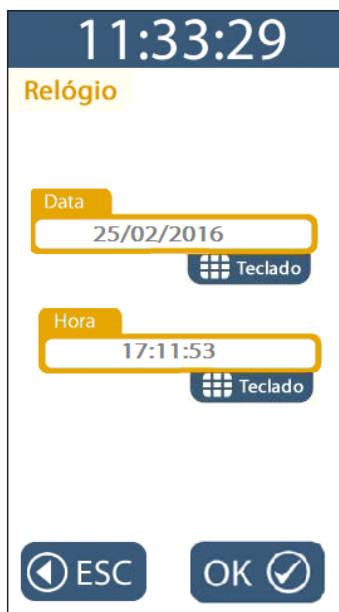 11:33:29
Relógio
Data
25/02/2016
Teclado
Hora
17:11:53
Teclado
ESC
OK